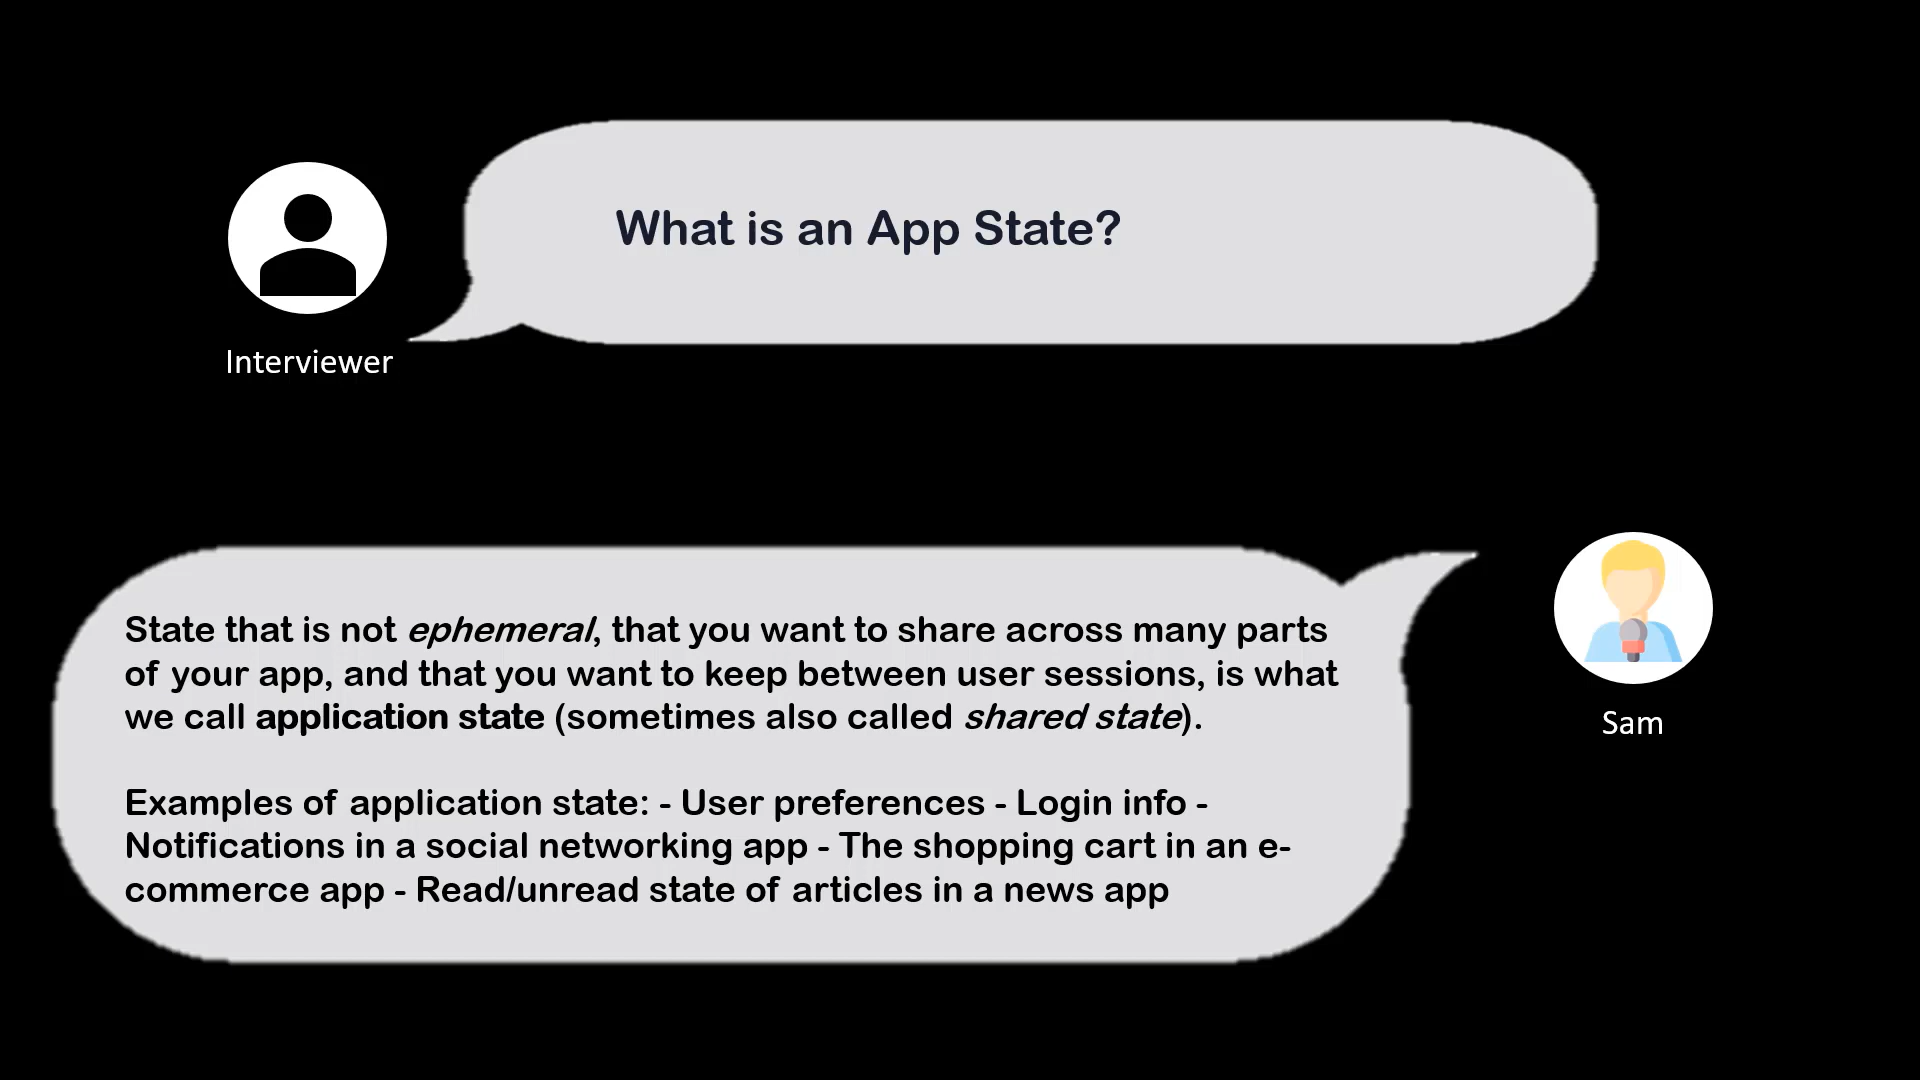 What is an App State?
Interviewer
State that is not ephemeral, that you want to share across many parts
of your app, and that you want to keep between user sessions, is what
we call application state (sometimes also called shared state).
Examples of application state: - User preferences - Login info -
Notifications in a social networking app - The shopping cart in an e-
commerce app - Read/unread state of articles in a news app
Sam